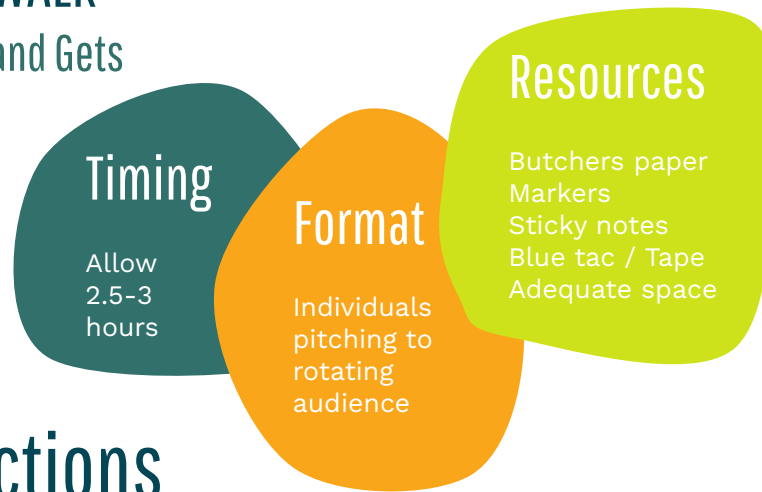 and Gets
Timing
Allow
2.5-3
hours
Format
Individuals
pitching to
rotating
audience
Resources
Butchers paper
Markers
Sticky notes
Blue tac / Tape
Adequate space
ctions